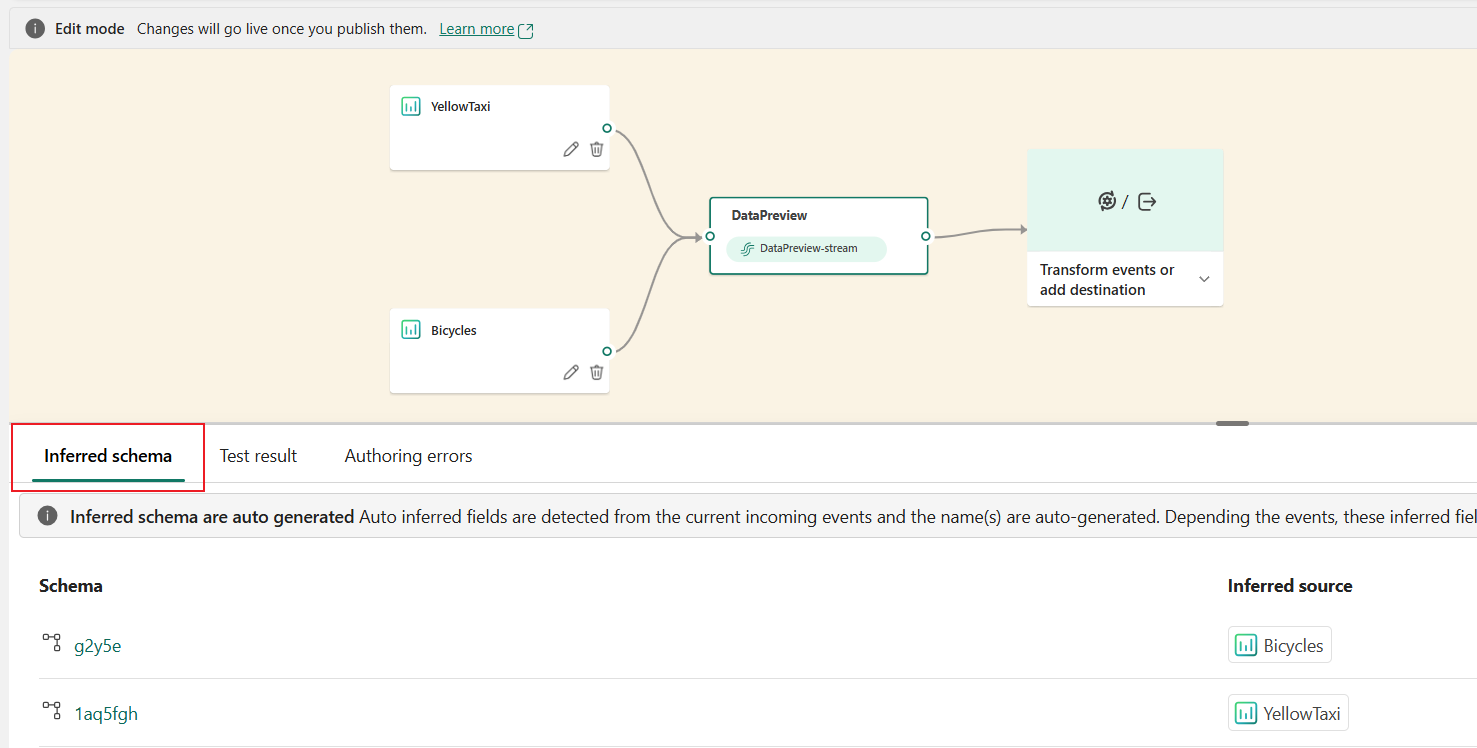 Edit mode Changes will go live once you publish them. Learn more
YellowTaxi
DataPreview
DataPreview-stream
/
Transform events or
add destination
Bicycles
Inferred schema Test result Authoring errors
Inferred schema are auto generated Auto inferred fields are detected from the current incoming events and the name(s) are auto-generated. Depending the events, these inferred
Schema Inferred source
g2y5e Bicycles
1aq5fgh YellowTaxi